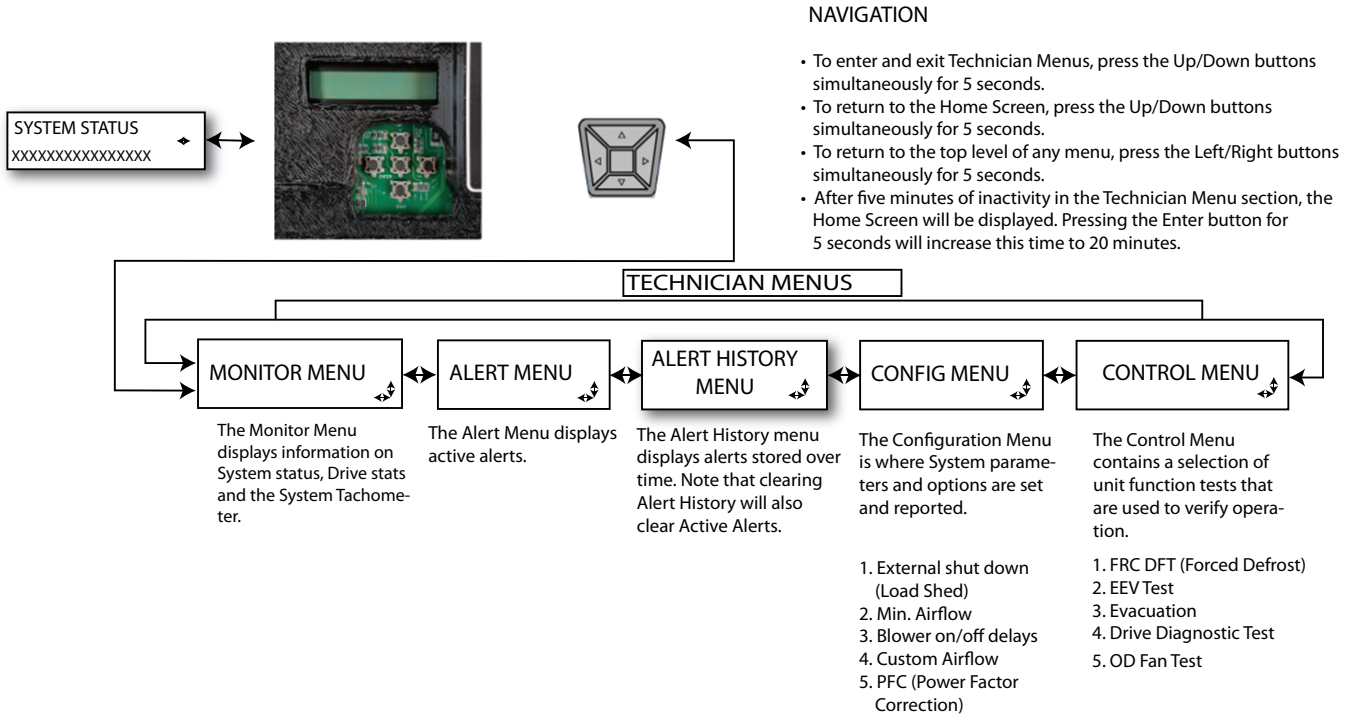 NAVIGATION
• To enter and exit Technician Menus, press the Up/Down buttons
simultaneously for 5 seconds.
• To return to the Home Screen, press the Up/Down buttons
simultaneously for 5 seconds.
• To return to the top level of any menu, press the Left/Right buttons
simultaneously for 5 seconds.
• After five minutes of inactivity in the Technician Menu section, the
Home Screen will be displayed. Pressing the Enter button for
5 seconds will increase this time to 20 minutes.
SYSTEM STATUS
XXXXXXXXXXXXXXXX
TECHNICIAN MENUS
MONITOR MENU
The Monitor Menu
displays information on
System status, Drive stats
and the System Tachome-
ter.
ALERT MENU
The Alert Menu displays
active alerts.
ALERT HISTORY
MENU
The Alert History menu
displays alerts stored over
time. Note that clearing
Alert History will also
clear Active Alerts.
CONFIG MENU
The Configuration Menu
is where System parame-
ters and options are set
and reported.
1. External shut down
(Load Shed)
2. Min. Airflow
3. Blower on/off delays
4. Custom Airflow
5. PFC (Power Factor
Correction)
CONTROL MENU
The Control Menu
contains a selection of
unit function tests that
are used to verify opera-
tion.
1. FRC DFT (Forced Defrost)
2. EEV Test
3. Evacuation
4. Drive Diagnostic Test
5. OD Fan Test